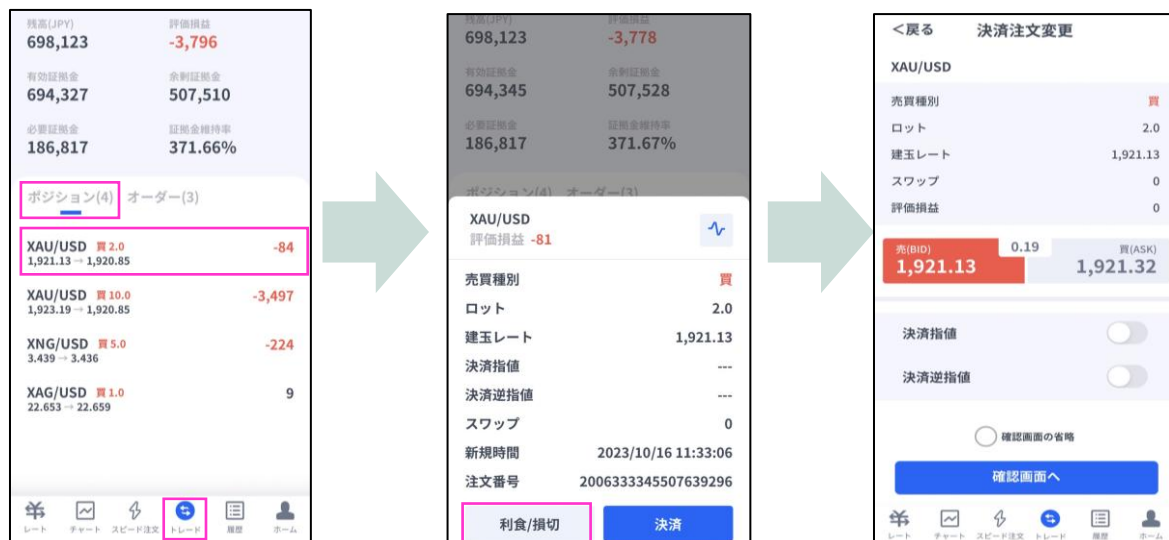 残高(JPY) 評価損益
698,123 -3,796
有効証拠金 余剰証拠金
694,327 507,510
必要証拠金 証拠金維持率
186,817 371.66%
ポジション(4) オーダー(3)
XAU/USD 買 2.0 -84
1,921.13 → 1,920.85
XAU/USD 買 10.0 -3,497
1,923.19 → 1,920.85
XNG/USD 買 5.0 -224
3.439 → 3.436
XAG/USD 買 1.0 9
22.653 → 22.659
レート チャート スピード注文 トレード 履歴 ホーム
残高(JPY) 評価損益
698,123 -3,778
有効証拠金 余剰証拠金
694,345 507,528
必要証拠金 証拠金維持率
186,817 371.67%
ポジション(4) オーダー(3)
XAU/USD
評価損益 -81
売買種別 買
ロット 2.0
建玉レート 1,921.13
決済指値 ---
決済逆指値 ---
スワップ 0
新規時間 2023/10/16 11:33:06
注文番号 2006333345507639296
利食/損切 決済
<戻る 決済注文変更
XAU/USD
売買種別 買
ロット 2.0
建玉レート 1,921.13
スワップ 0
評価損益 0
売(BID) 0.19 買(ASK)
1,921.13 1,921.32
決済指値
決済逆指値
確認画面の省略
確認画面へ
レート チャート スピード注文 トレード 履歴 ホーム